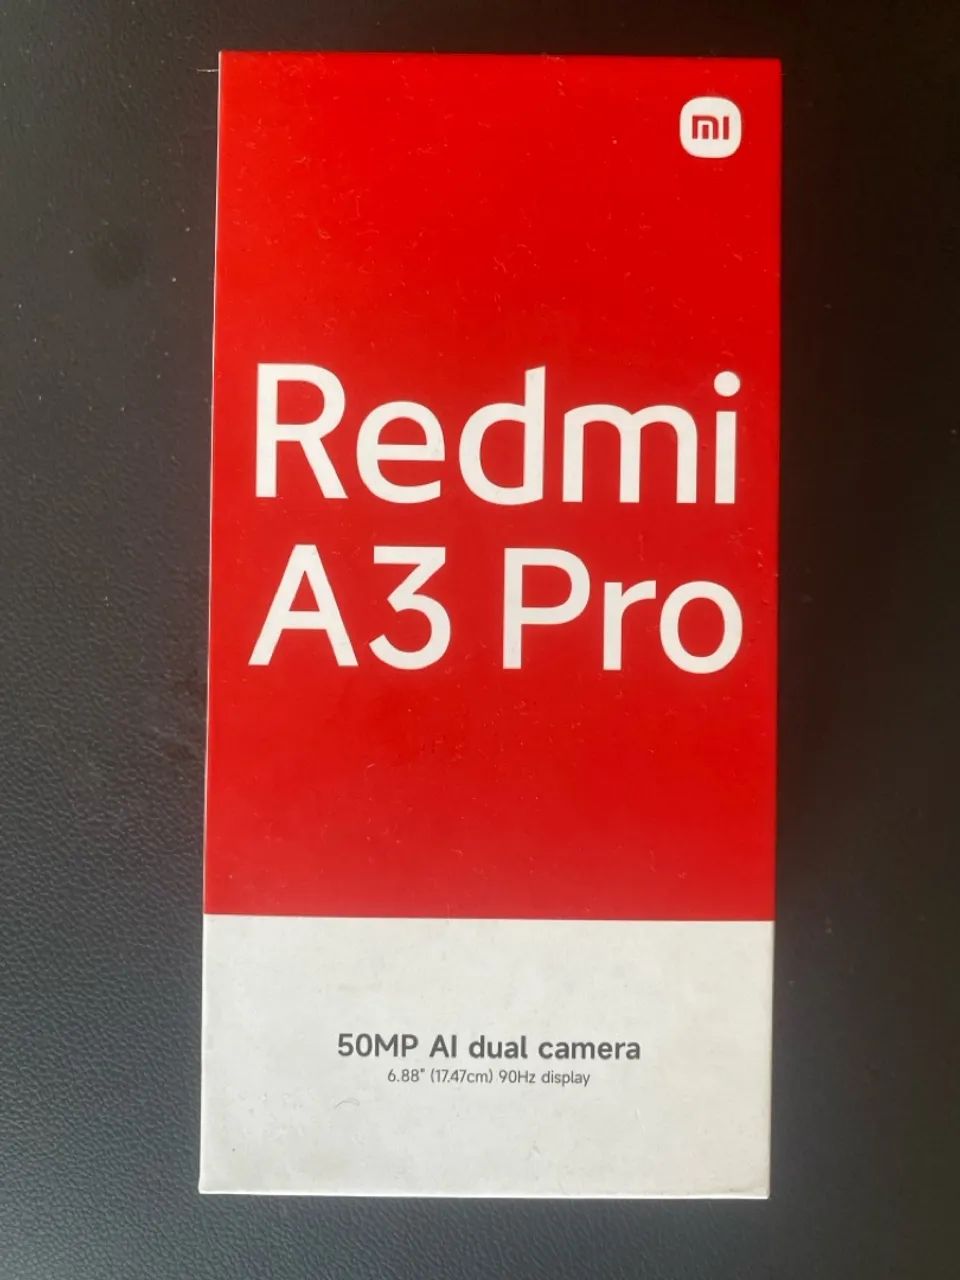 mi
Redmi
A3 Pro
50MP AI dual camera
6.88" (17.47cm) 90Hz display